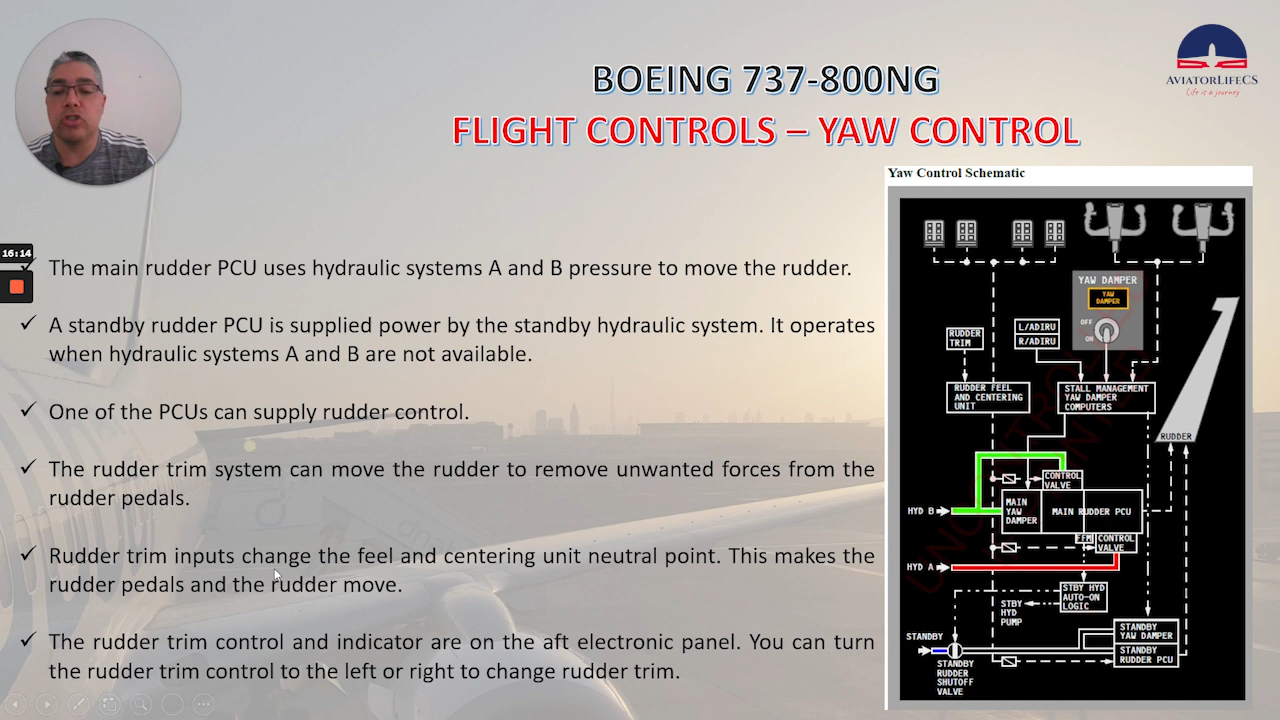 BOEING 737-800NG
FLIGHT CONTROLS – YAW CONTROL
AVIATORLIFECS
Life is a journey
16:14
The main rudder PCU uses hydraulic systems A and B pressure to move the rudder.
A standby rudder PCU is supplied power by the standby hydraulic system. It operates
when hydraulic systems A and B are not available.
One of the PCUs can supply rudder control.
The rudder trim system can move the rudder to remove unwanted forces from the
rudder pedals.
Rudder trim inputs change the feel and centering unit neutral point. This makes the
rudder pedals and the rudder move.
The rudder trim control and indicator are on the aft electronic panel. You can turn
the rudder trim control to the left or right to change rudder trim.
Yaw Control Schematic
YAW DAMPER
YAW
DAMPER
OFF
ON
RUDDER
TRIM
L/ADIRU
R/ADIRU
RUDDER FEEL
AND CENTERING
UNIT
STALL MANAGEMENT
YAW DAMPER
COMPUTERS
RUDDER
CONTROL
VALVE
HYD B
MAIN
YAW
DAMPER
MAIN RUDDER PCU
FFM
CONTROL
VALVE
HYD A
STBY HYD
AUTO-ON
LOGIC
STBY
HYD
PUMP
STANDBY
STANDBY
YAW DAMPER
STANDBY
RUDDER PCU
STANDBY
RUDDER
SHUTOFF
VALVE